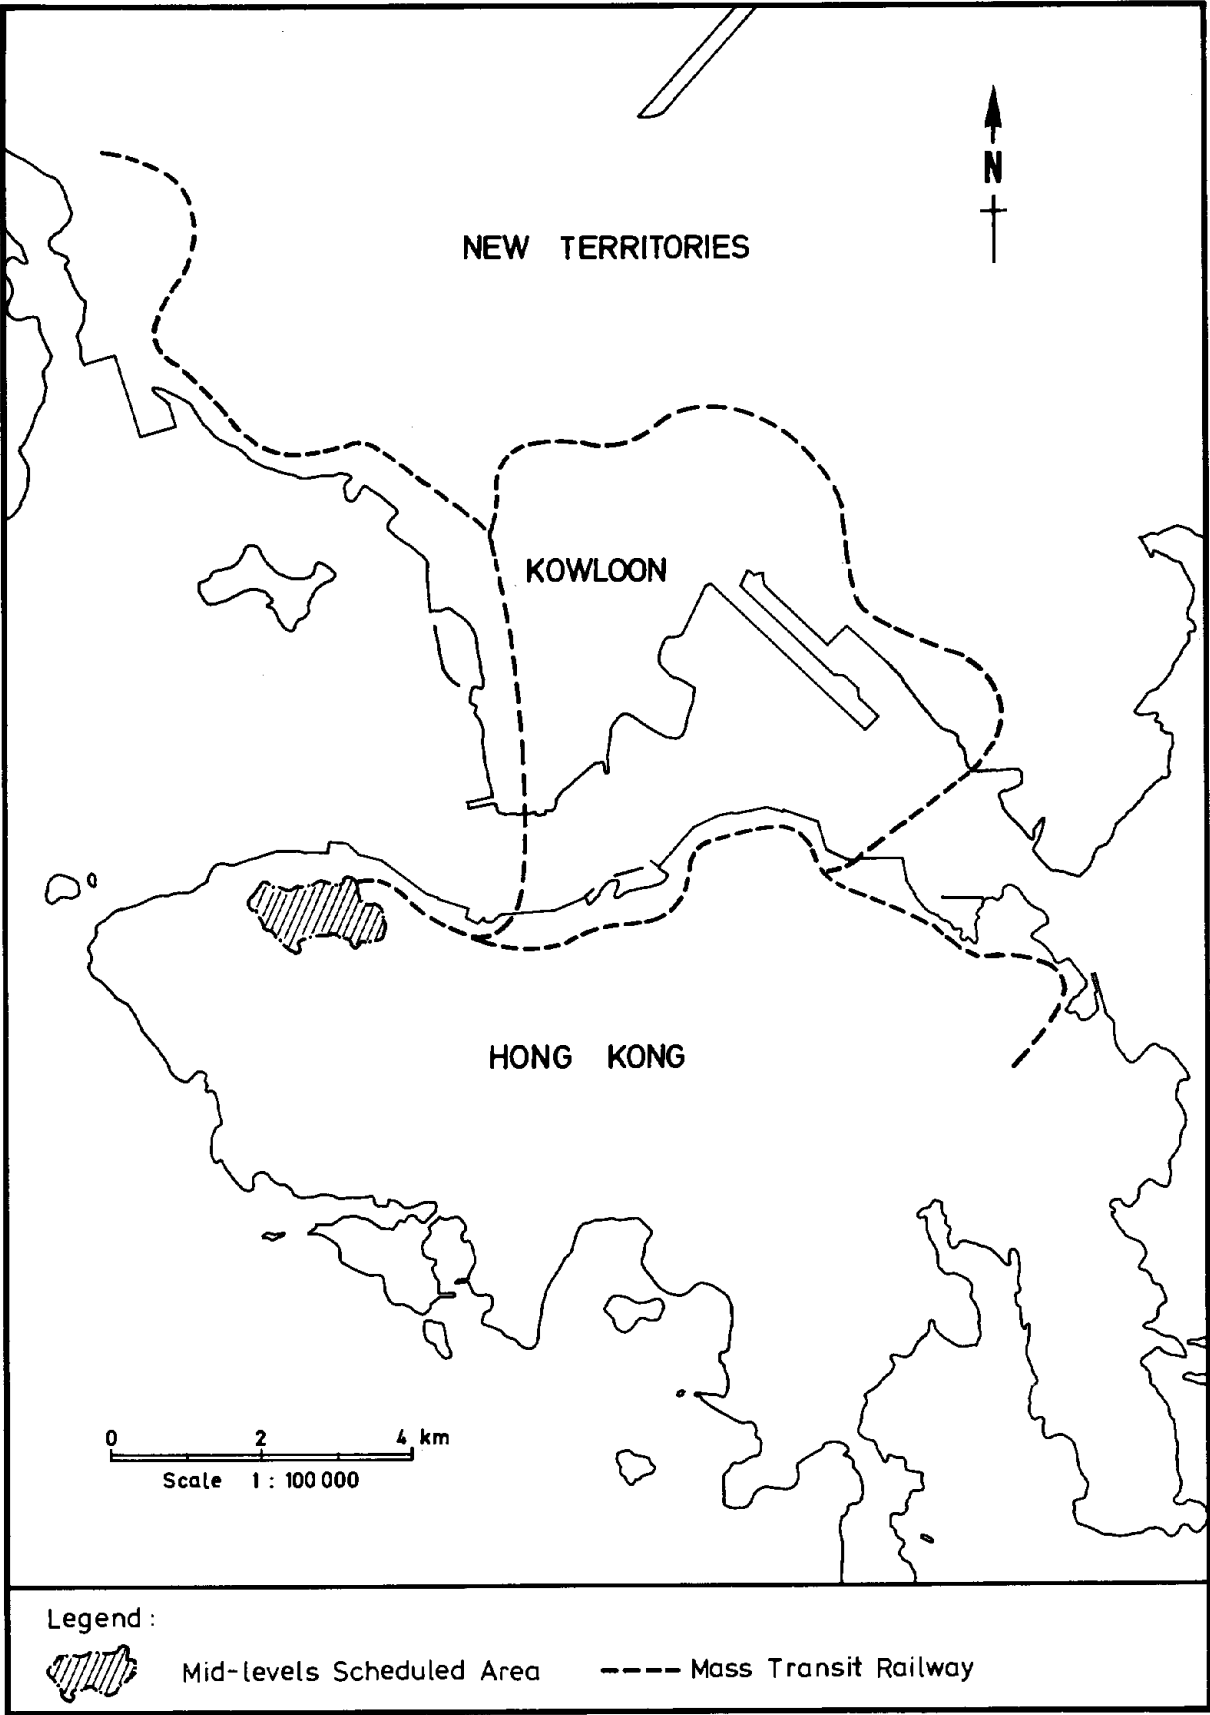 N
NEW TERRITORIES
KOWLOON
HONG KONG
0 2 4 km
Scale 1 : 100 000
Legend :
Mid-levels Scheduled Area
Mass Transit Railway